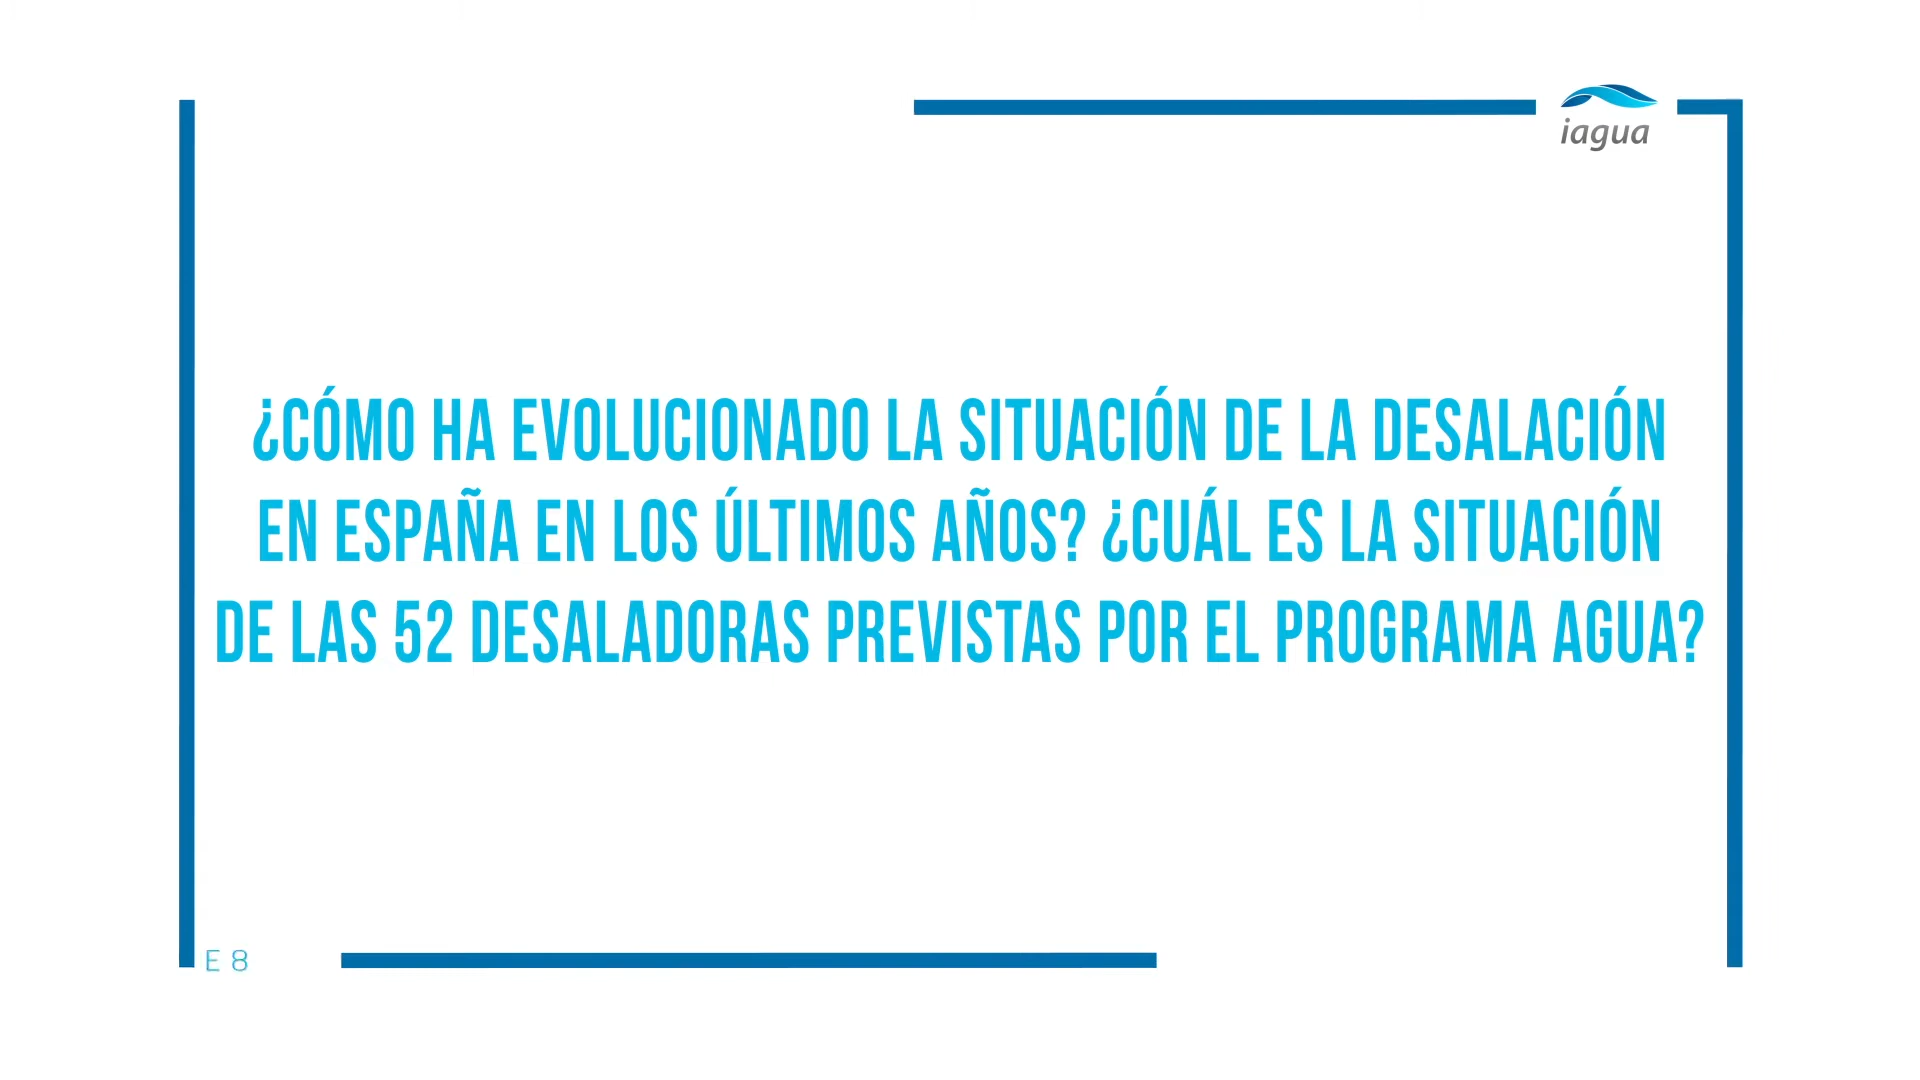 iagua
¿CÓMO HA EVOLUCIONADO LA SITUACIÓN DE LA DESALACIÓN
EN ESPAÑA EN LOS ÚLTIMOS AÑOS? ¿CUÁL ES LA SITUACIÓN
DE LAS 52 DESALADORAS PREVISTAS POR EL PROGRAMA AGUA?
E 8